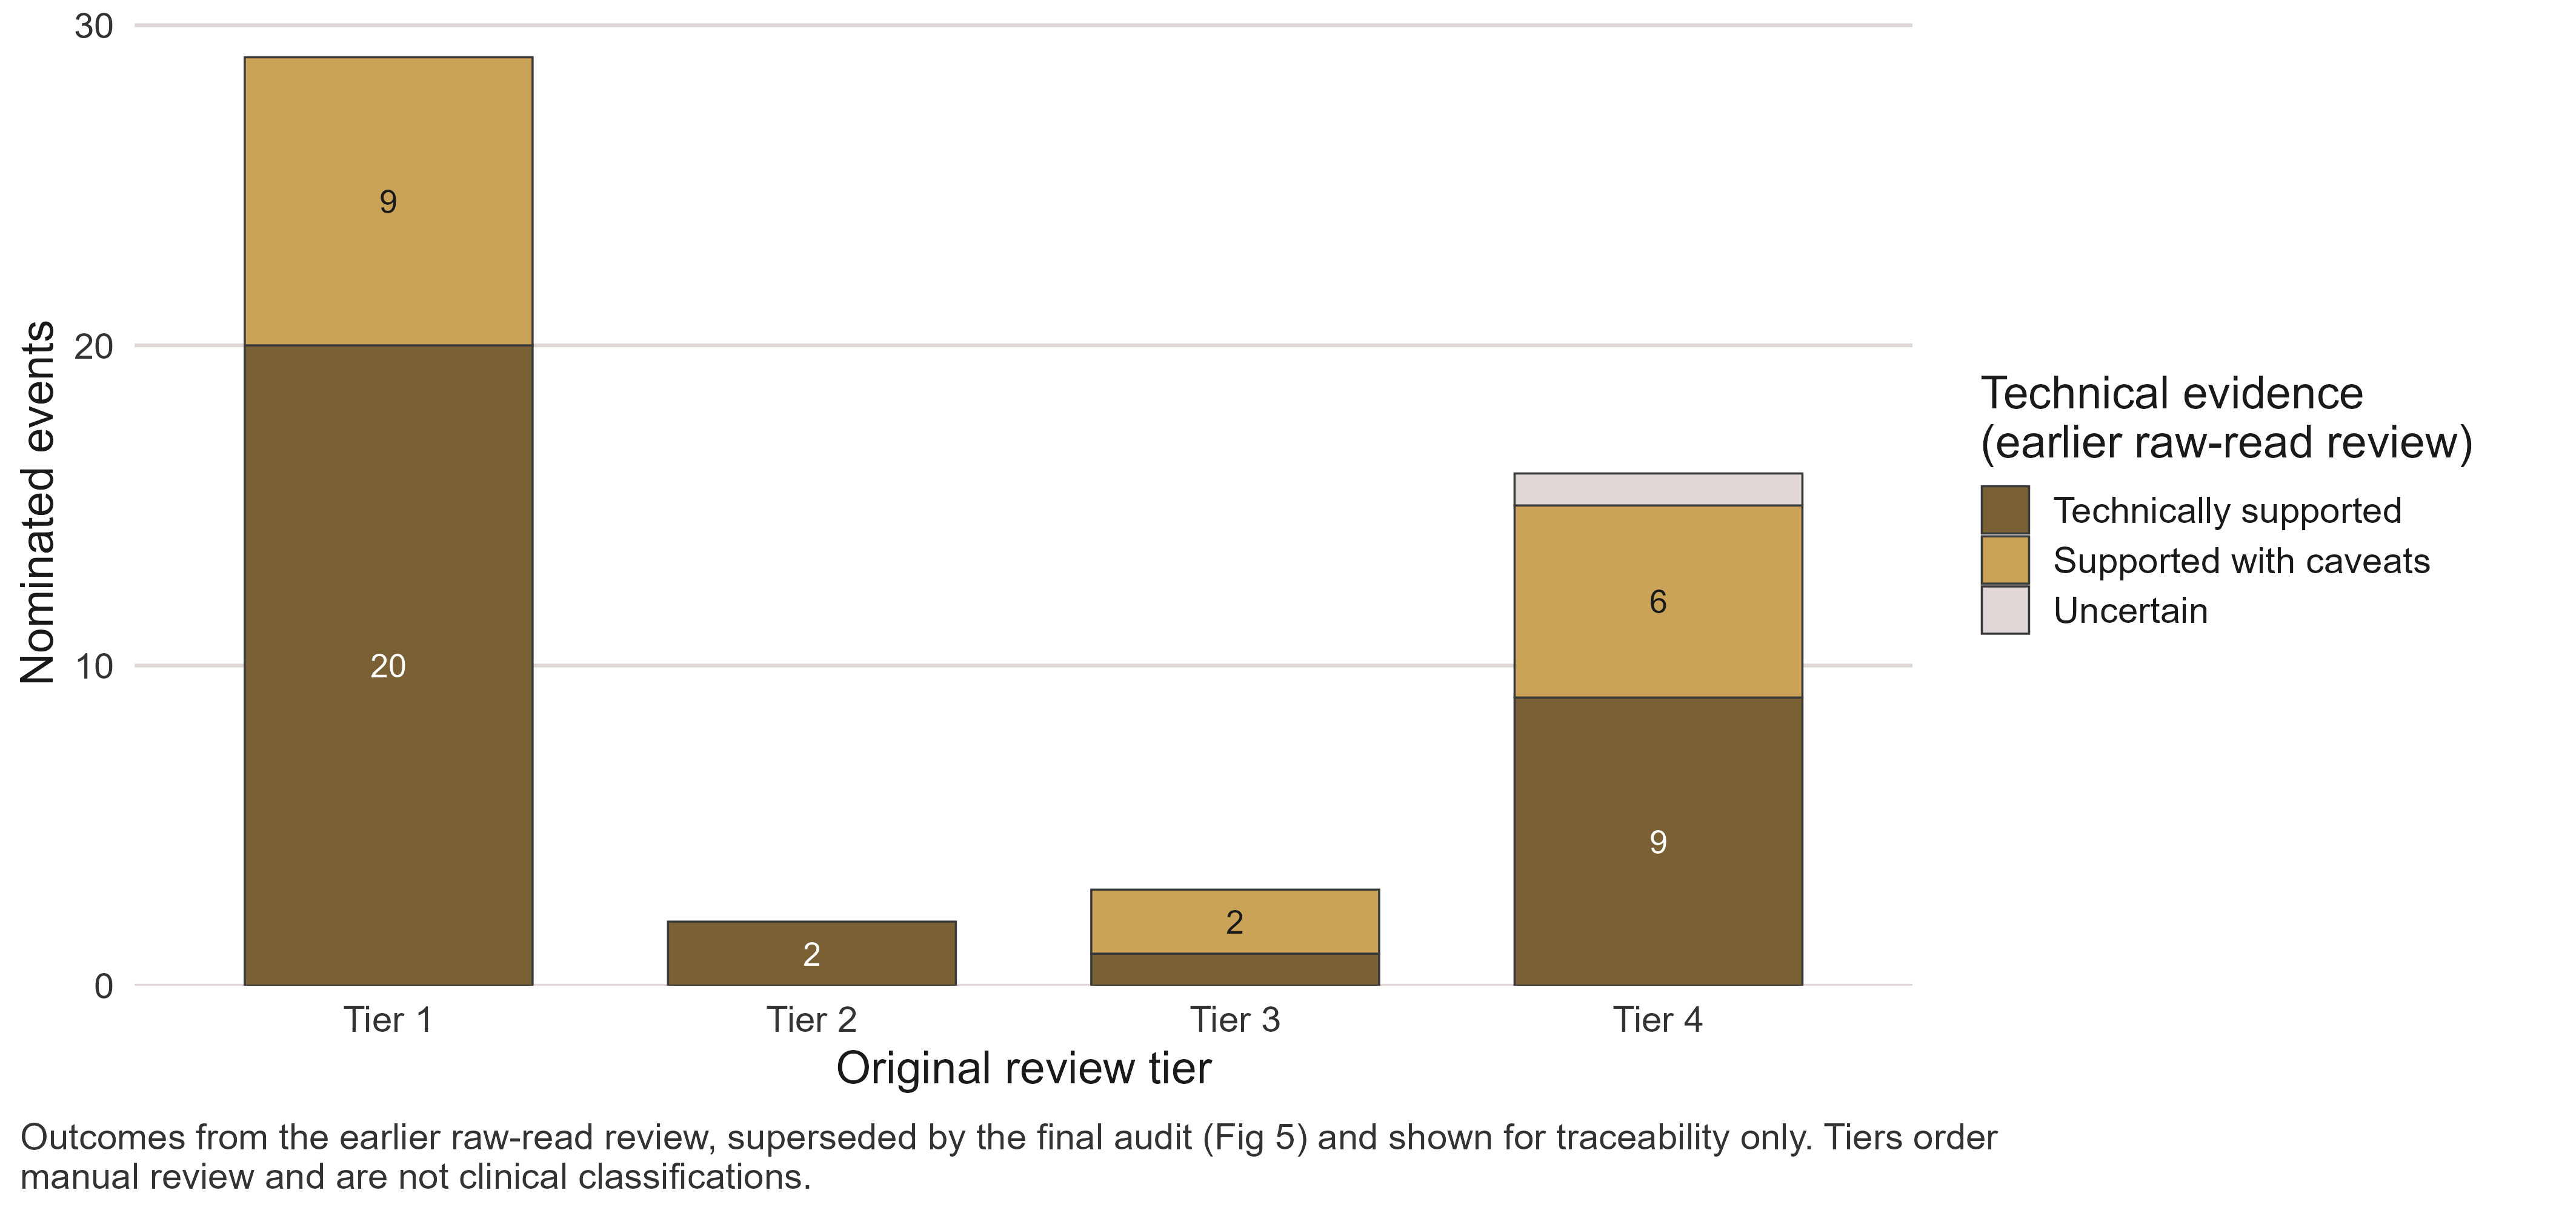 30
20
10
0
Nominated events
9
20
2
2
6
9
Tier 1
Tier 2
Tier 3
Tier 4
Original review tier
Technical evidence
(earlier raw-read review)
Technically supported
Supported with caveats
Uncertain
Outcomes from the earlier raw-read review, superseded by the final audit (Fig 5) and shown for traceability only. Tiers order
manual review and are not clinical classifications.